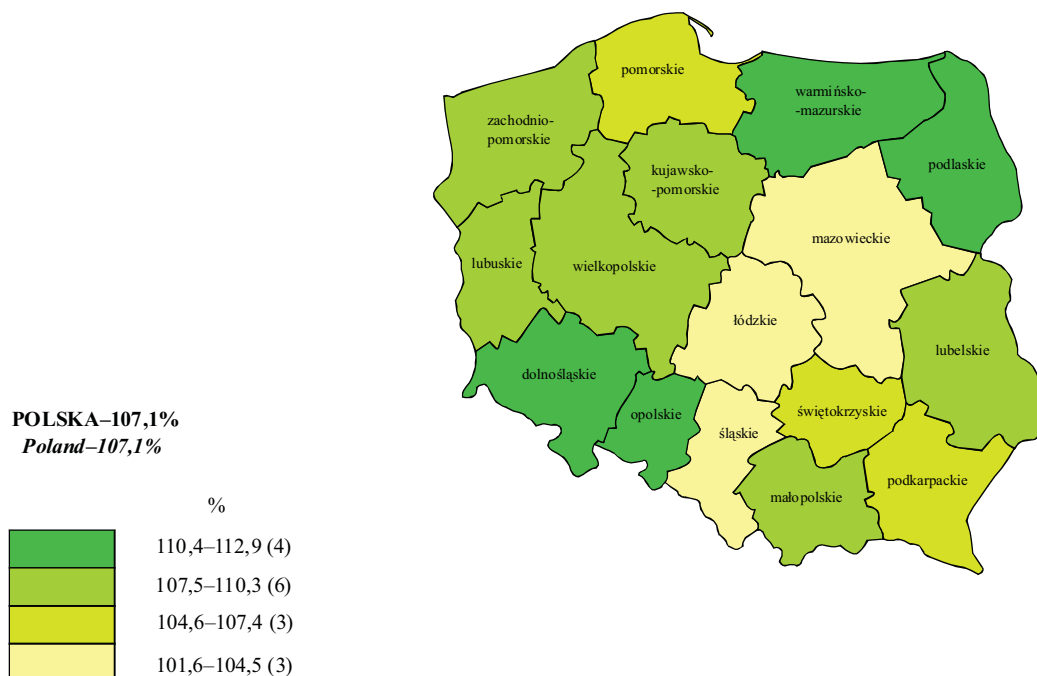 pomorskie
warmińsko-
-mazurskie
zachodnio-
pomorskie
podlaskie
kujawsko-
-pomorskie
mazowieckie
lubuskie
wielkopolskie
łódzkie
lubelskie
dolnośląskie
opolskie
świętokrzyskie
śląskie
podkarpackie
małopolskie
POLSKA–107,1%
Poland–107,1%
%
110,4–112,9 (4)
107,5–110,3 (6)
104,6–107,4 (3)
101,6–104,5 (3)